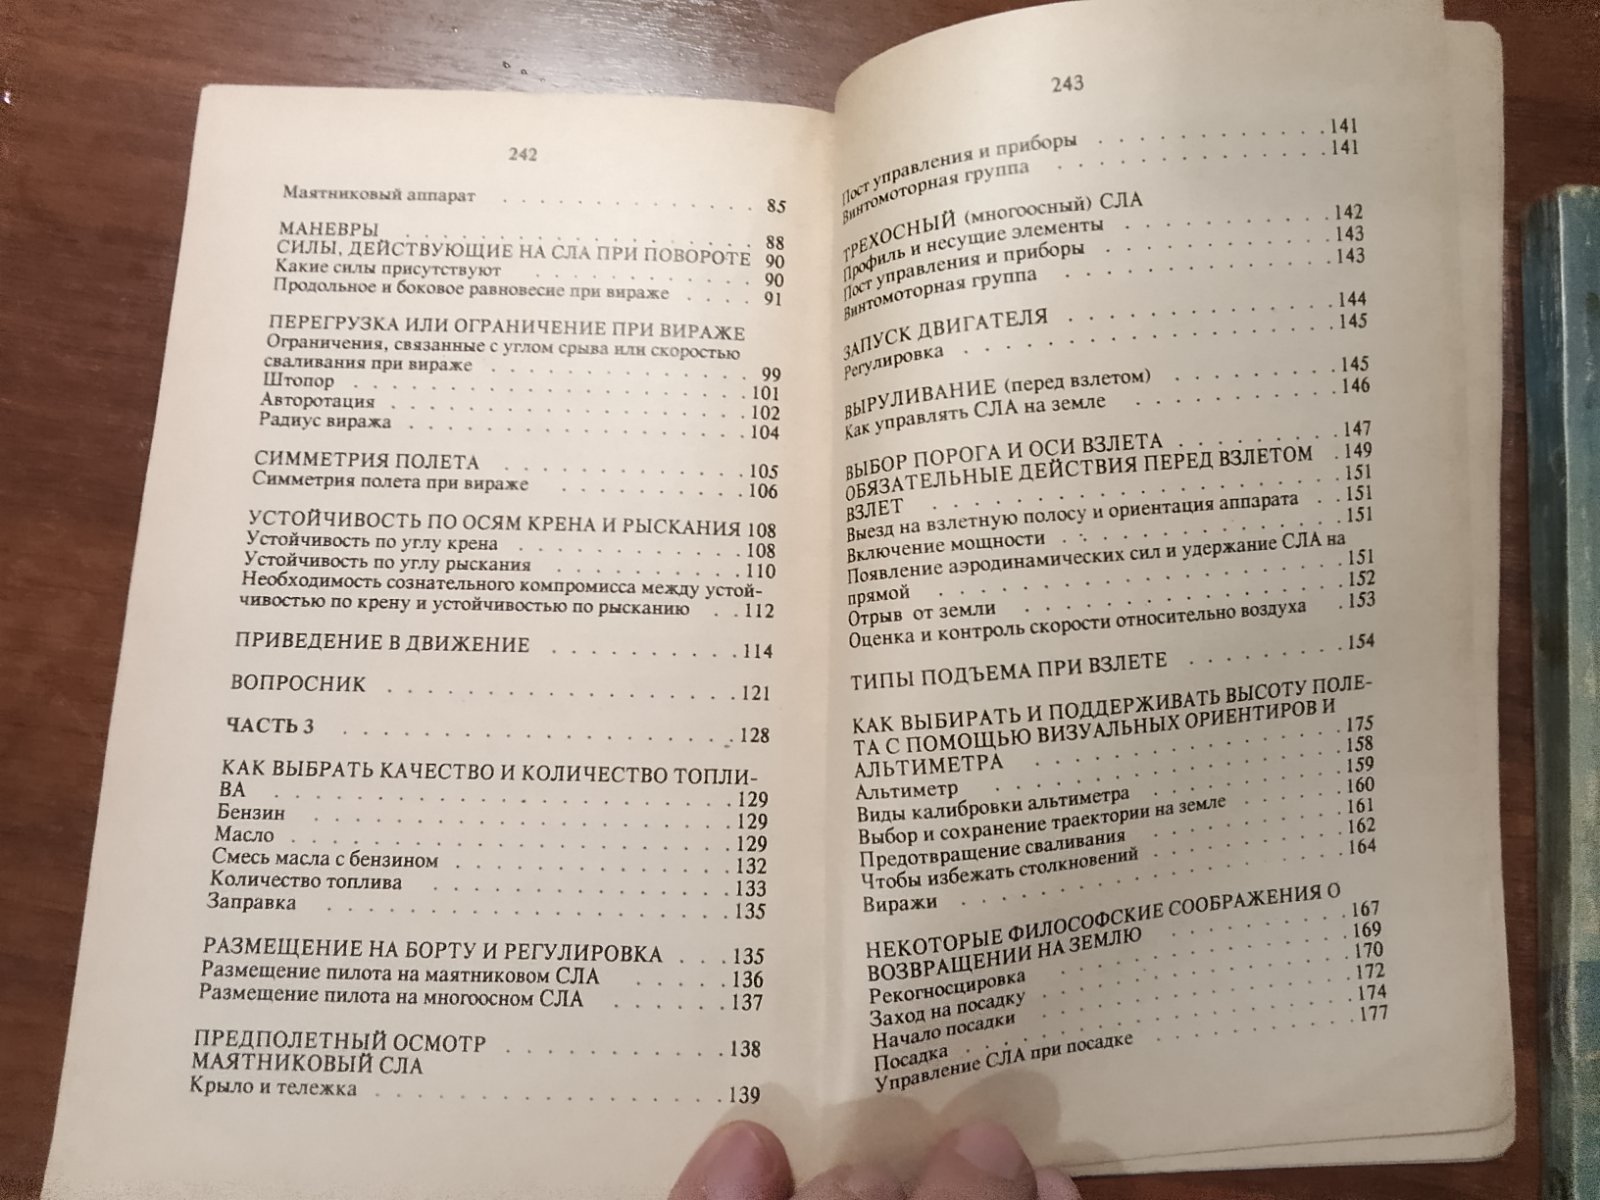 242
Маятниковый аппарат . . . . . . . . . . . . . 85
МАНЕВРЫ . . . . . . . . . . . . . . . . . 88
СИЛЫ, ДЕЙСТВУЮЩИЕ НА СЛА ПРИ ПОВОРОТЕ 90
Какие силы присутствуют . . . . . . . . . . . 90
Продольное и боковое равновесие при вираже . . . . 91
ПЕРЕГРУЗКА ИЛИ ОГРАНИЧЕНИЕ ПРИ ВИРАЖЕ
Ограничения, связанные с углом срыва или скоростью
сваливания при вираже . . . . . . . . . . . . . 99
Штопор . . . . . . . . . . . . . . . . . . 101
Авторотация . . . . . . . . . . . . . . . . 102
Радиус виража . . . . . . . . . . . . . . . 104
СИММЕТРИЯ ПОЛЕТА . . . . . . . . . . . . 105
Симметрия полета при вираже . . . . . . . . . 106
УСТОЙЧИВОСТЬ ПО ОСЯМ КРЕНА И РЫСКАНИЯ 108
Устойчивость по углу крена . . . . . . . . . . 108
Устойчивость по углу рыскания . . . . . . . . . 110
Необходимость сознательного компромисса между устой-
чивостью по крену и устойчивостью по рысканию . . 112
ПРИВЕДЕНИЕ В ДВИЖЕНИЕ . . . . . . . . . . 114
ВОПРОСНИК . . . . . . . . . . . . . . . . . 121
ЧАСТЬ 3 . . . . . . . . . . . . . . . . . . . 128
КАК ВЫБРАТЬ КАЧЕСТВО И КОЛИЧЕСТВО ТОПЛИ-
ВА . . . . . . . . . . . . . . . . . . . . . . 129
Бензин . . . . . . . . . . . . . . . . . . . . 129
Масло . . . . . . . . . . . . . . . . . . . . . 129
Смесь масла с бензином . . . . . . . . . . . . . 132
Количество топлива . . . . . . . . . . . . . . 133
Заправка . . . . . . . . . . . . . . . . . . . 135
РАЗМЕЩЕНИЕ НА БОРТУ И РЕГУЛИРОВКА . . . 135
Размещение пилота на маятниковом СЛА . . . . . 136
Размещение пилота на многоосном СЛА . . . . . . 137
ПРЕДПОЛЕТНЫЙ ОСМОТР . . . . . . . . . . . 138
МАЯТНИКОВЫЙ СЛА
Крыло и тележка . . . . . . . . . . . . . . . . 139
243
Пост управления и приборы . . . . . . . . . . . 141
Винтомоторная группа . . . . . . . . . . . . . 141
ТРЕХОСНЫЙ (многоосный) СЛА
Профиль и несущие элементы . . . . . . . . . . 142
Пост управления и приборы . . . . . . . . . . . 143
Винтомоторная группа . . . . . . . . . . . . . 143
ЗАПУСК ДВИГАТЕЛЯ . . . . . . . . . . . . . 144
Регулировка . . . . . . . . . . . . . . . . . 145
ВЫРУЛИВАНИЕ (перед взлетом) . . . . . . . . 145
Как управлять СЛА на земле . . . . . . . . . . 146
ВЫБОР ПОРОГА И ОСИ ВЗЛЕТА . . . . . . . . 147
ОБЯЗАТЕЛЬНЫЕ ДЕЙСТВИЯ ПЕРЕД ВЗЛЕТОМ . 149
ВЗЛЕТ . . . . . . . . . . . . . . . . . . . 151
Выезд на взлетную полосу и ориентация аппарата . . 151
Включение мощности . . . . . . . . . . . . . 151
Появление аэродинамических сил и удержание СЛА на
прямой . . . . . . . . . . . . . . . . . . . 151
Отрыв от земли . . . . . . . . . . . . . . . . 152
Оценка и контроль скорости относительно воздуха . 153
ТИПЫ ПОДЪЕМА ПРИ ВЗЛЕТЕ . . . . . . . . . 154
КАК ВЫБИРАТЬ И ПОДДЕРЖИВАТЬ ВЫСОТУ ПОЛЕ-
ТА С ПОМОЩЬЮ ВИЗУАЛЬНЫХ ОРИЕНТИРОВ И
АЛЬТИМЕТРА . . . . . . . . . . . . . . . . 175
Альтиметр . . . . . . . . . . . . . . . . . . 158
Виды калибровки альтиметра . . . . . . . . . . 159
Выбор и сохранение траектории на земле . . . . . . 160
Предотвращение сваливания . . . . . . . . . . 161
Чтобы избежать столкновений . . . . . . . . . . 162
Виражи . . . . . . . . . . . . . . . . . . . 164
НЕКОТОРЫЕ ФИЛОСОФСКИЕ СООБРАЖЕНИЯ О
ВОЗВРАЩЕНИИ НА ЗЕМЛЮ . . . . . . . . . . 167
Рекогносцировка . . . . . . . . . . . . . . . 169
Заход на посадку . . . . . . . . . . . . . . . 170
Начало посадки . . . . . . . . . . . . . . . . 172
Посадка . . . . . . . . . . . . . . . . . . . 174
Управление СЛА при посадке . . . . . . . . . . 177